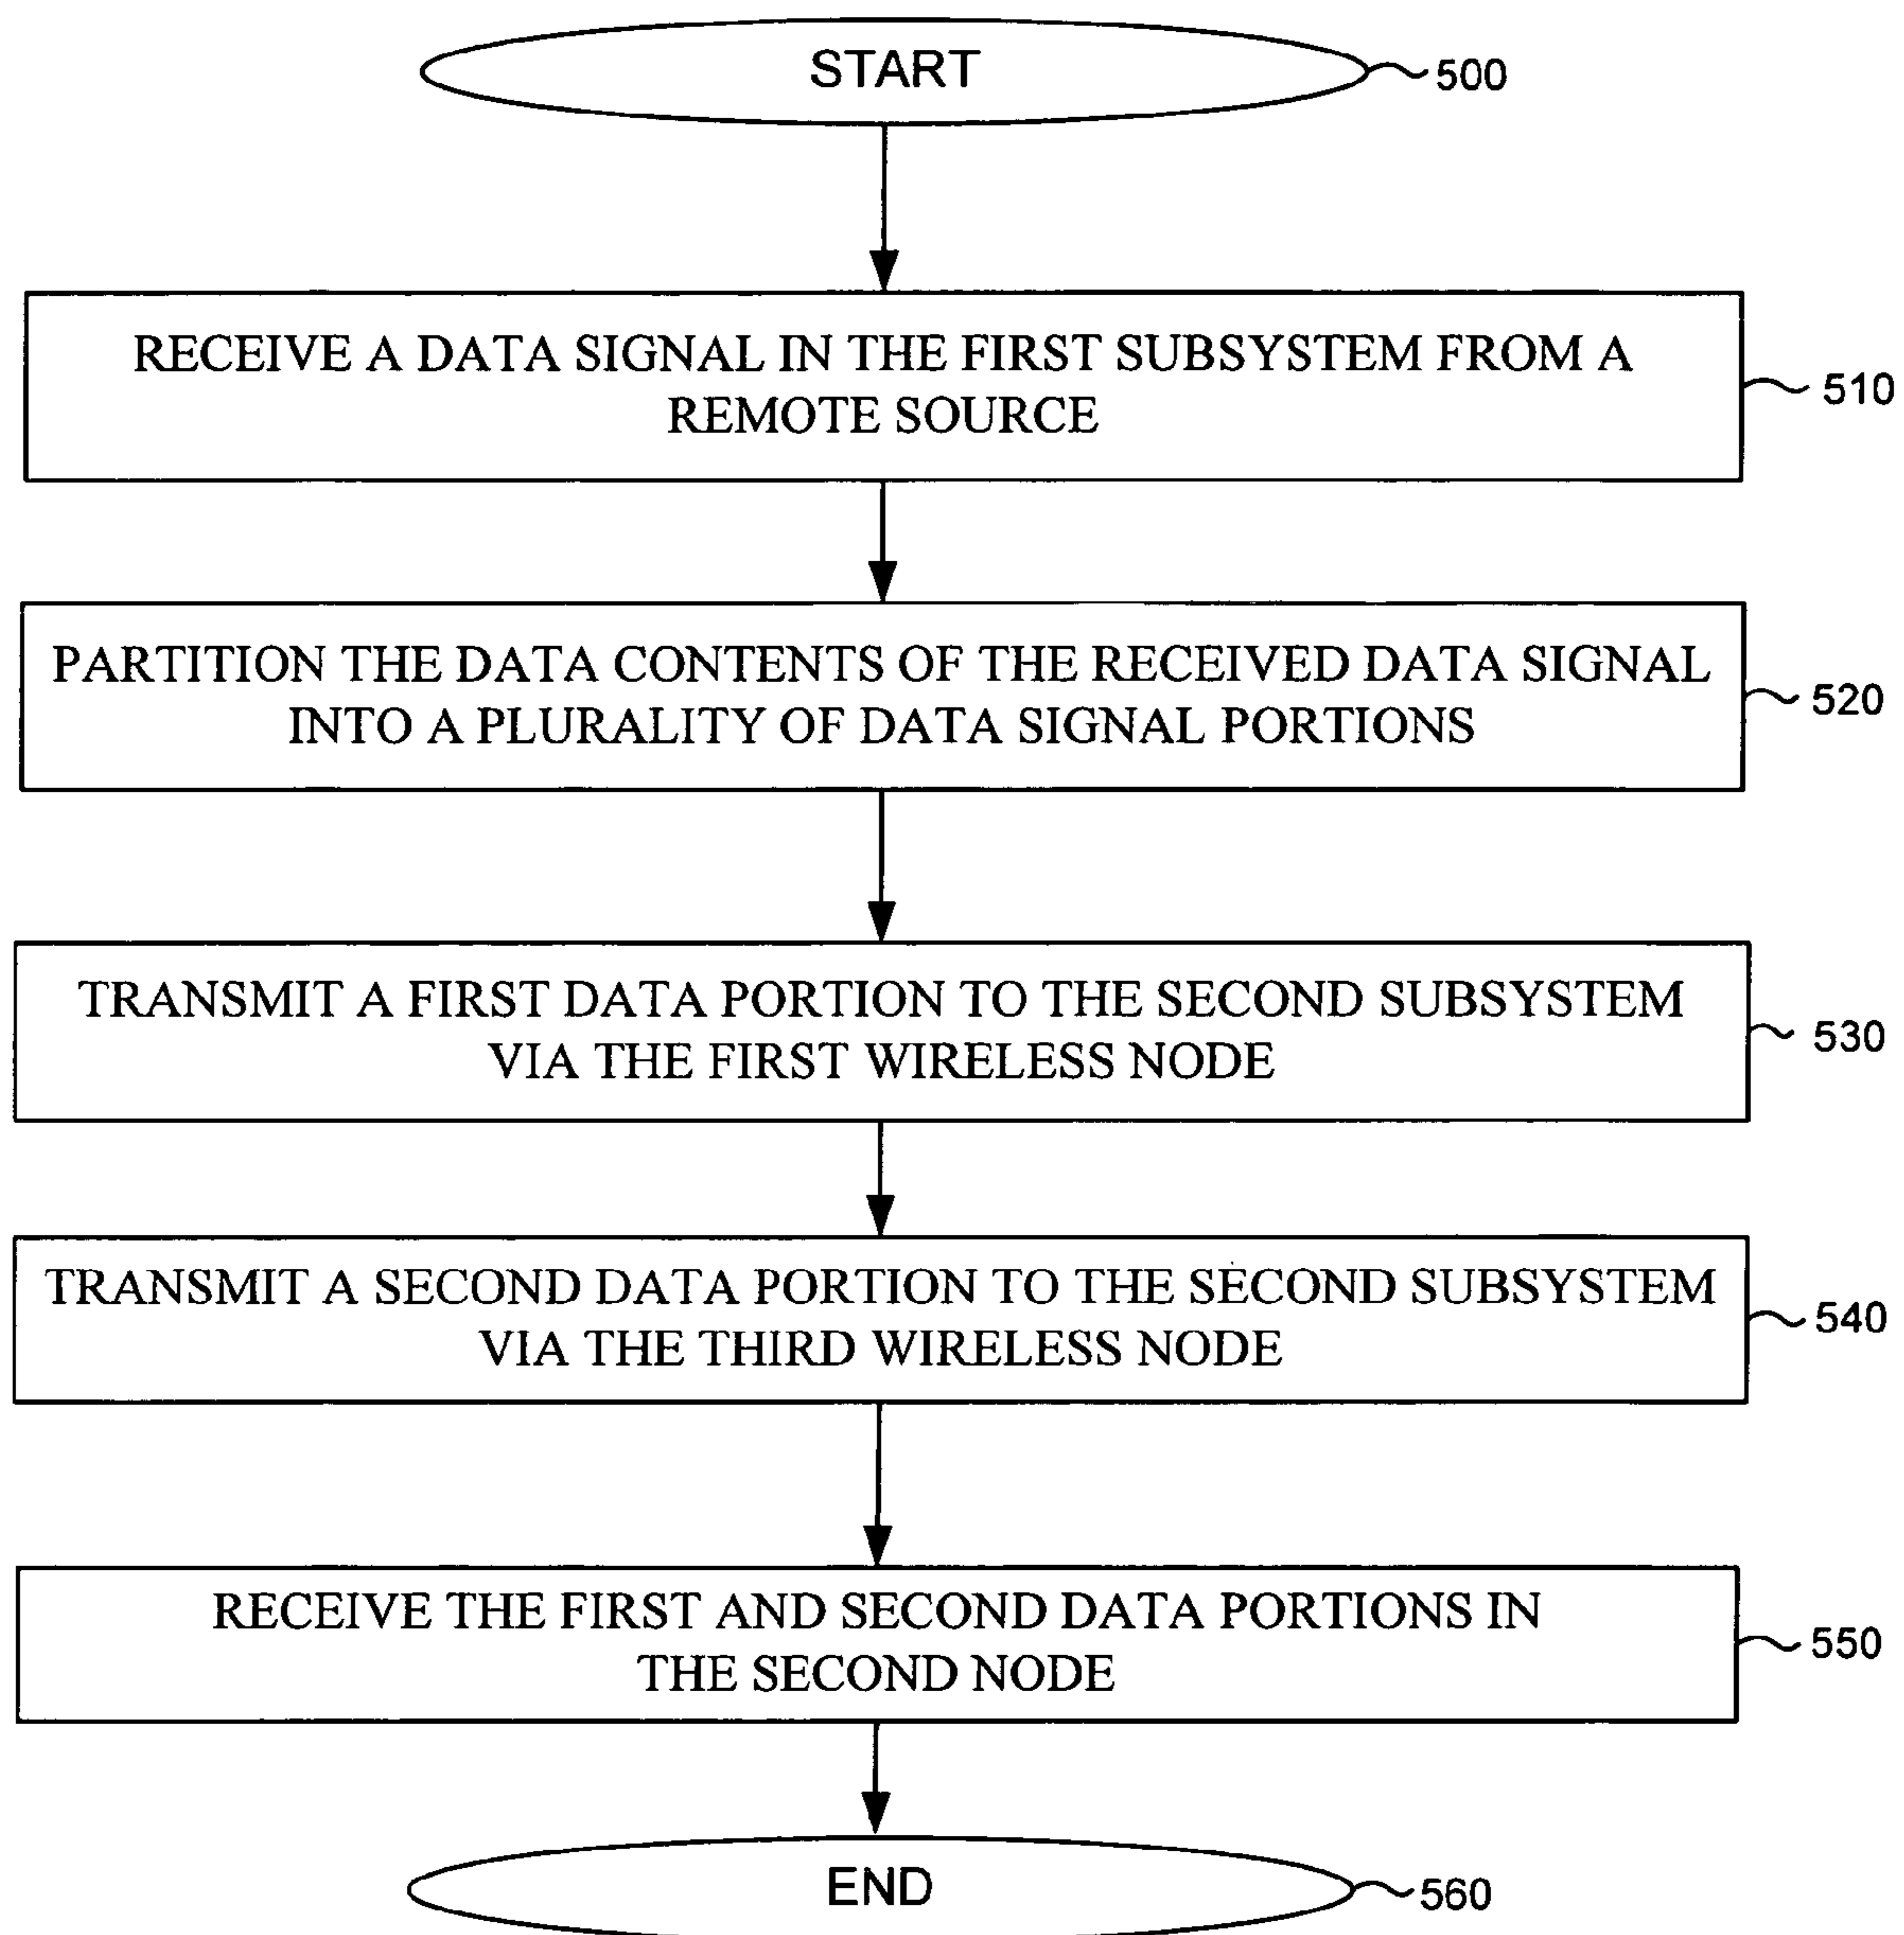 START
500
RECEIVE A DATA SIGNAL IN THE FIRST SUBSYSTEM FROM A
REMOTE SOURCE
510
PARTITION THE DATA CONTENTS OF THE RECEIVED DATA SIGNAL
INTO A PLURALITY OF DATA SIGNAL PORTIONS
520
TRANSMIT A FIRST DATA PORTION TO THE SECOND SUBSYSTEM
VIA THE FIRST WIRELESS NODE
530
TRANSMIT A SECOND DATA PORTION TO THE SECOND SUBSYSTEM
VIA THE THIRD WIRELESS NODE
540
RECEIVE THE FIRST AND SECOND DATA PORTIONS IN
THE SECOND NODE
550
END
560